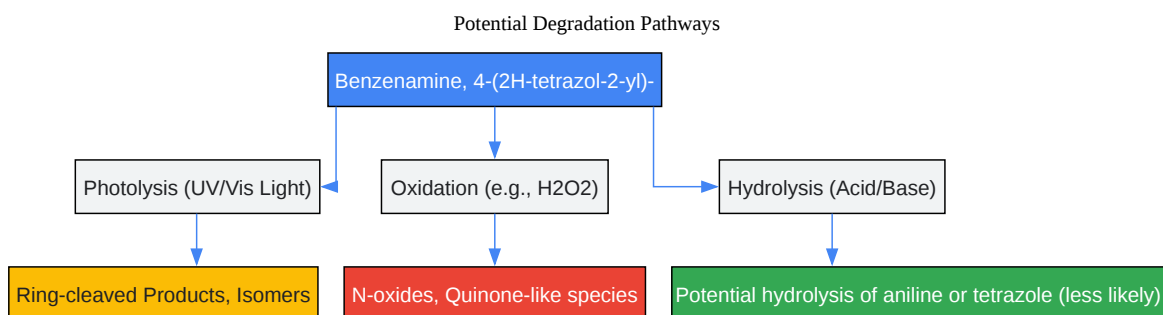 Potential Degradation Pathways
Benzenamine, 4-(2H-tetrazol-2-yl)-
Photolysis (UV/Vis Light)
Oxidation (e.g., H2O2)
Hydrolysis (Acid/Base)
Ring-cleaved Products, Isomers
N-oxides, Quinone-like species
Potential hydrolysis of aniline or tetrazole (less likely)